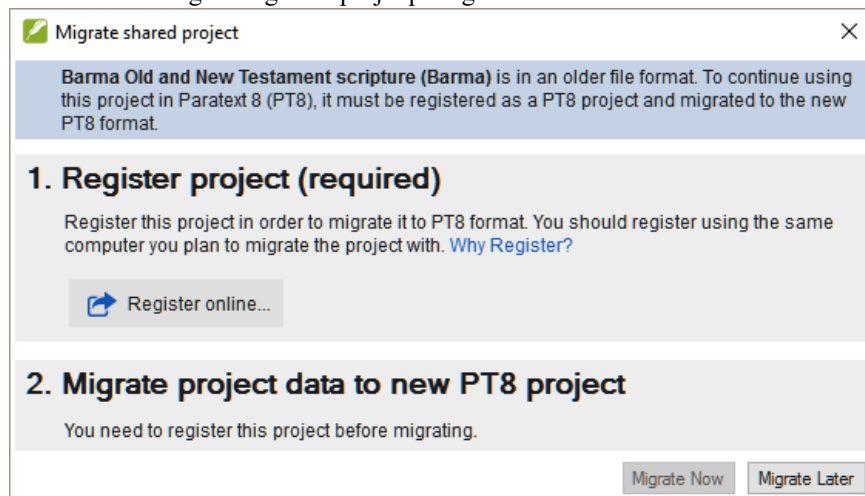 Migrate shared project
Barma Old and New Testament scripture (Barma) is in an older file format. To continue using
this project in Paratext 8 (PT8), it must be registered as a PT8 project and migrated to the new
PT8 format.
1. Register project (required)
Register this project in order to migrate it to PT8 format. You should register using the same
computer you plan to migrate the project with. Why Register?
Register online...
2. Migrate project data to new PT8 project
You need to register this project before migrating.
Migrate Now Migrate Later